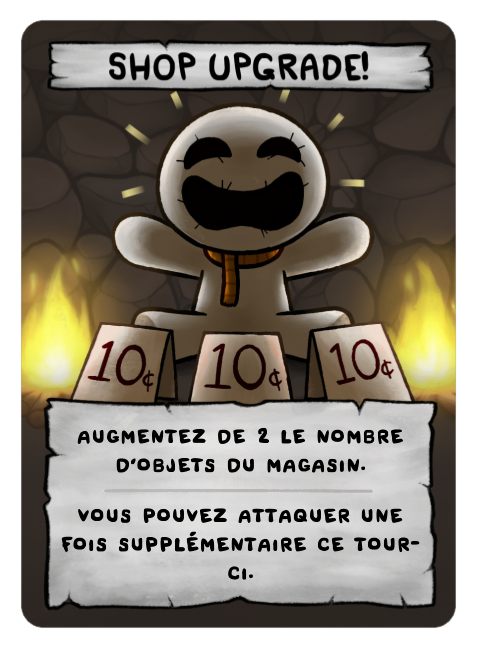 SHOP UPGRADE!
10¢ 10¢ 10¢
AUGMENTEZ DE 2 LE NOMBRE
D'OBJETS DU MAGASIN.
VOUS POUVEZ ATTAQUER UNE
FOIS SUPPLÉMENTAIRE CE TOUR-
CI.